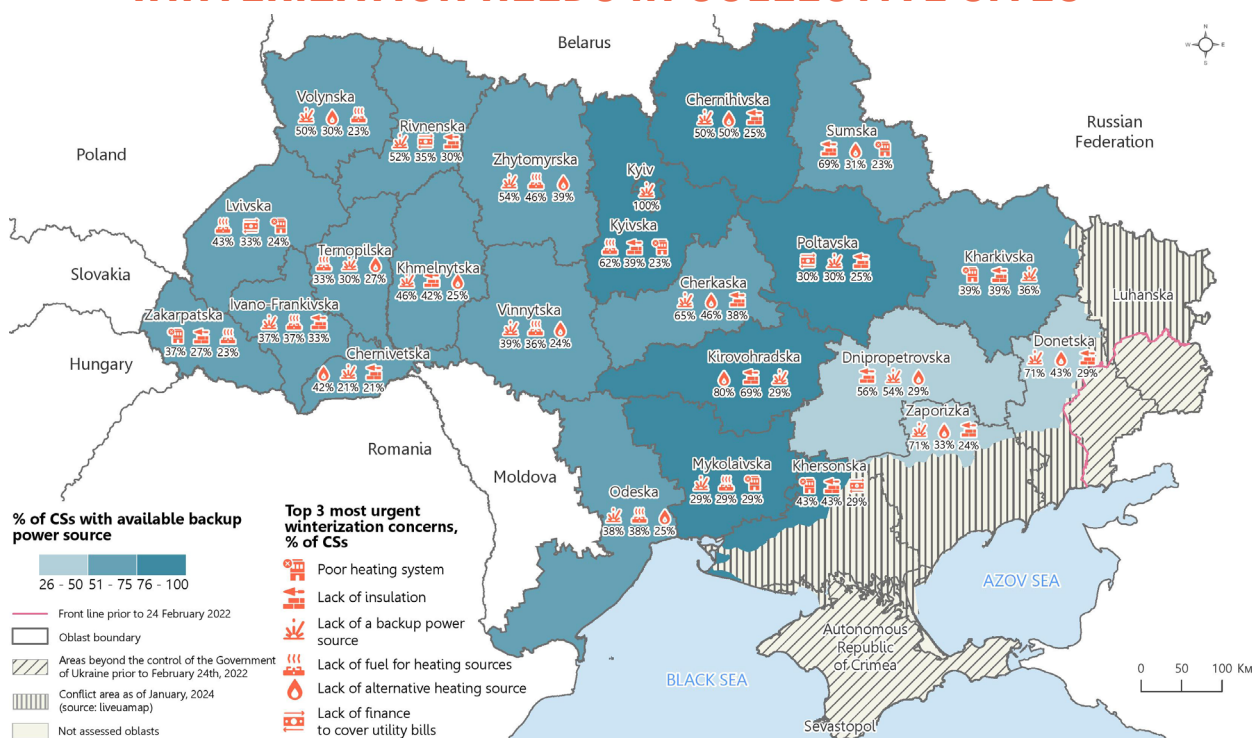 WINTERIZATION NEEDS IN COLLECTIVE SITES
Belarus
N
W
E
S
Poland
Russian
Federation
Slovakia
Hungary
Romania
Moldova
Volynska
50% 30% 23%
Rivnenska
52% 35% 30%
Zhytomyrska
54% 46% 39%
Chernihivska
50% 50% 25%
Sumska
69% 31% 23%
Kyiv
100%
Kyivska
62% 39% 23%
Lvivska
43% 33% 24%
Ternopilska
33% 30% 27%
Khmelnytska
46% 42% 25%
Poltavska
30% 30% 25%
Kharkivska
39% 39% 36%
Luhanska
Cherkaska
65% 46% 38%
Zakarpatska
37% 27% 23%
Ivano-Frankivska
37% 37% 33%
Chernivetska
42% 21% 21%
Vinnytska
39% 36% 24%
Kirovohradska
80% 69% 29%
Dnipropetrovska
56% 54% 29%
Donetska
71% 43% 29%
Zaporizka
71% 33% 24%
Mykolaivska
29% 29% 29%
Khersonska
43% 43% 29%
Odeska
38% 38% 25%
AZOV SEA
BLACK SEA
Autonomous
Republic
of Crimea
Sevastopol
0 50 100 Км
% of CSs with available backup
power source
26 - 50 51 - 75 76 - 100
Front line prior to 24 February 2022
Oblast boundary
Areas beyond the control of the Government
of Ukraine prior to February 24th, 2022
Conflict area as of January, 2024
(source: liveuamap)
Not assessed oblasts
Top 3 most urgent
winterization concerns,
% of CSs
Poor heating system
Lack of insulation
Lack of a backup power
source
Lack of fuel for heating sources
Lack of alternative heating source
Lack of finance
to cover utility bills